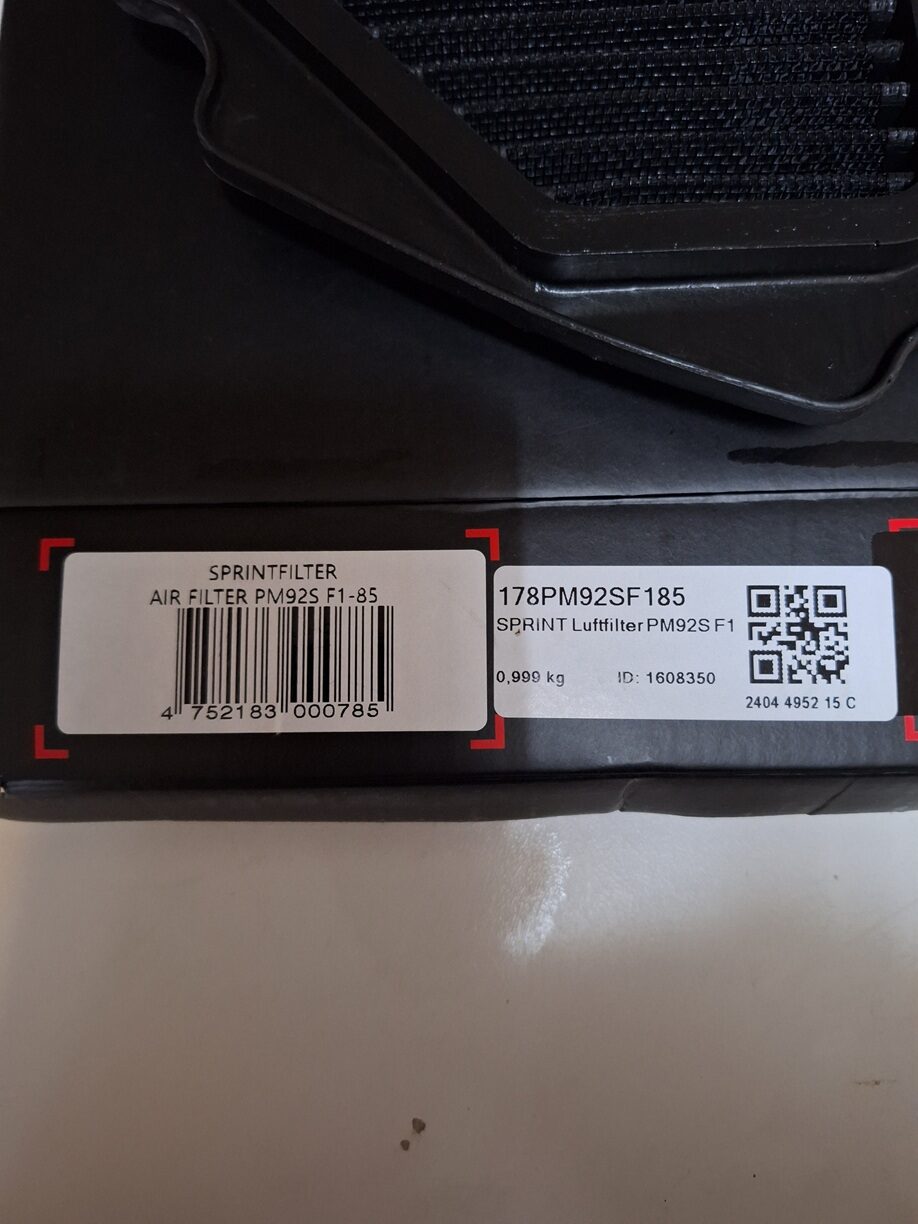 SPRINTFILTER
AIR FILTER PM92S F1-85
4 752183 000785
178PM92SF185
SPRINT Luftfilter PM92S F1
0,999 kg ID: 1608350
2404 4952 15 C